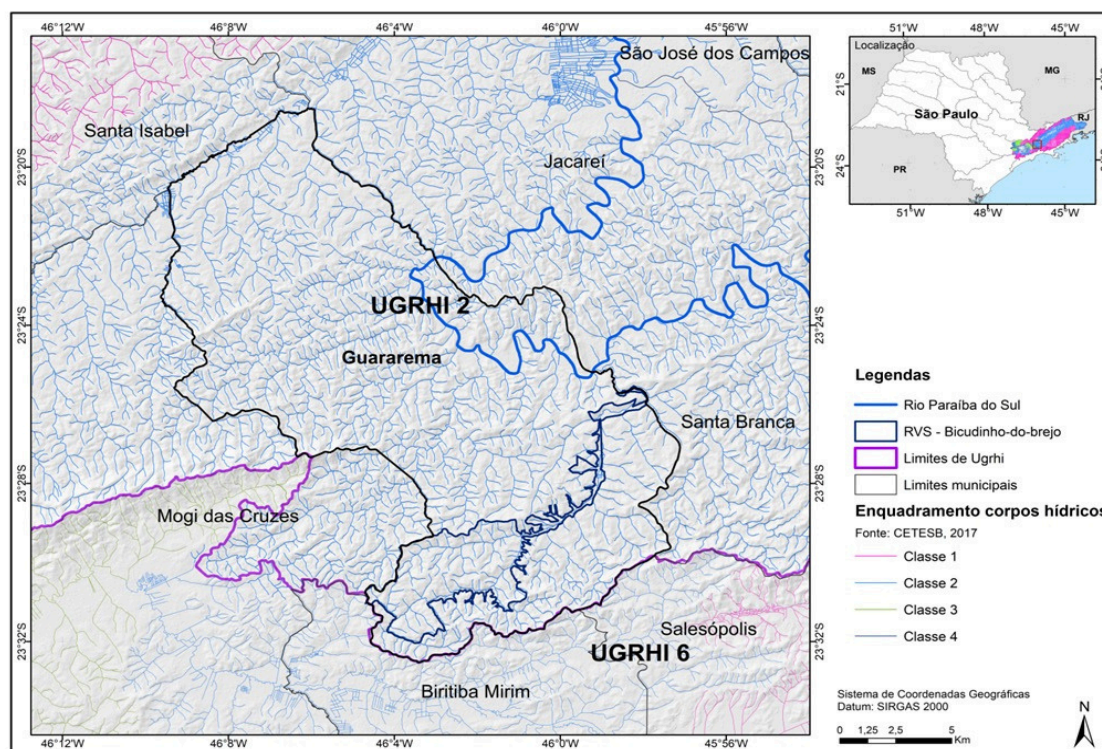 46°12'W 46°8'W 46°4'W 46°0'W 45°56'W
São José dos Campos
Santa Isabel
Jacareí
23°20'S
23°20'S
UGRHI 2
23°24'S
23°24'S
Guararema
Santa Branca
23°28'S
23°28'S
Mogi das Cruzes
Salesópolis
23°32'S
23°32'S
UGRHI 6
Biritiba Mirim
46°12'W 46°8'W 46°4'W 46°0'W 45°56'W
Localização
MS
MG
21°S
São Paulo
RJ
24°S
PR
51°W 48°W 45°W
Legendas
Rio Paraíba do Sul
RVS - Bicudinho-do-brejo
Limites de Ugrhi
Limites municipais
Enquadramento corpos hídricos
Fonte: CETESB, 2017
Classe 1
Classe 2
Classe 3
Classe 4
Sistema de Coordenadas Geográficas
Datum: SIRGAS 2000
0 1,25 2,5 5
Km
N